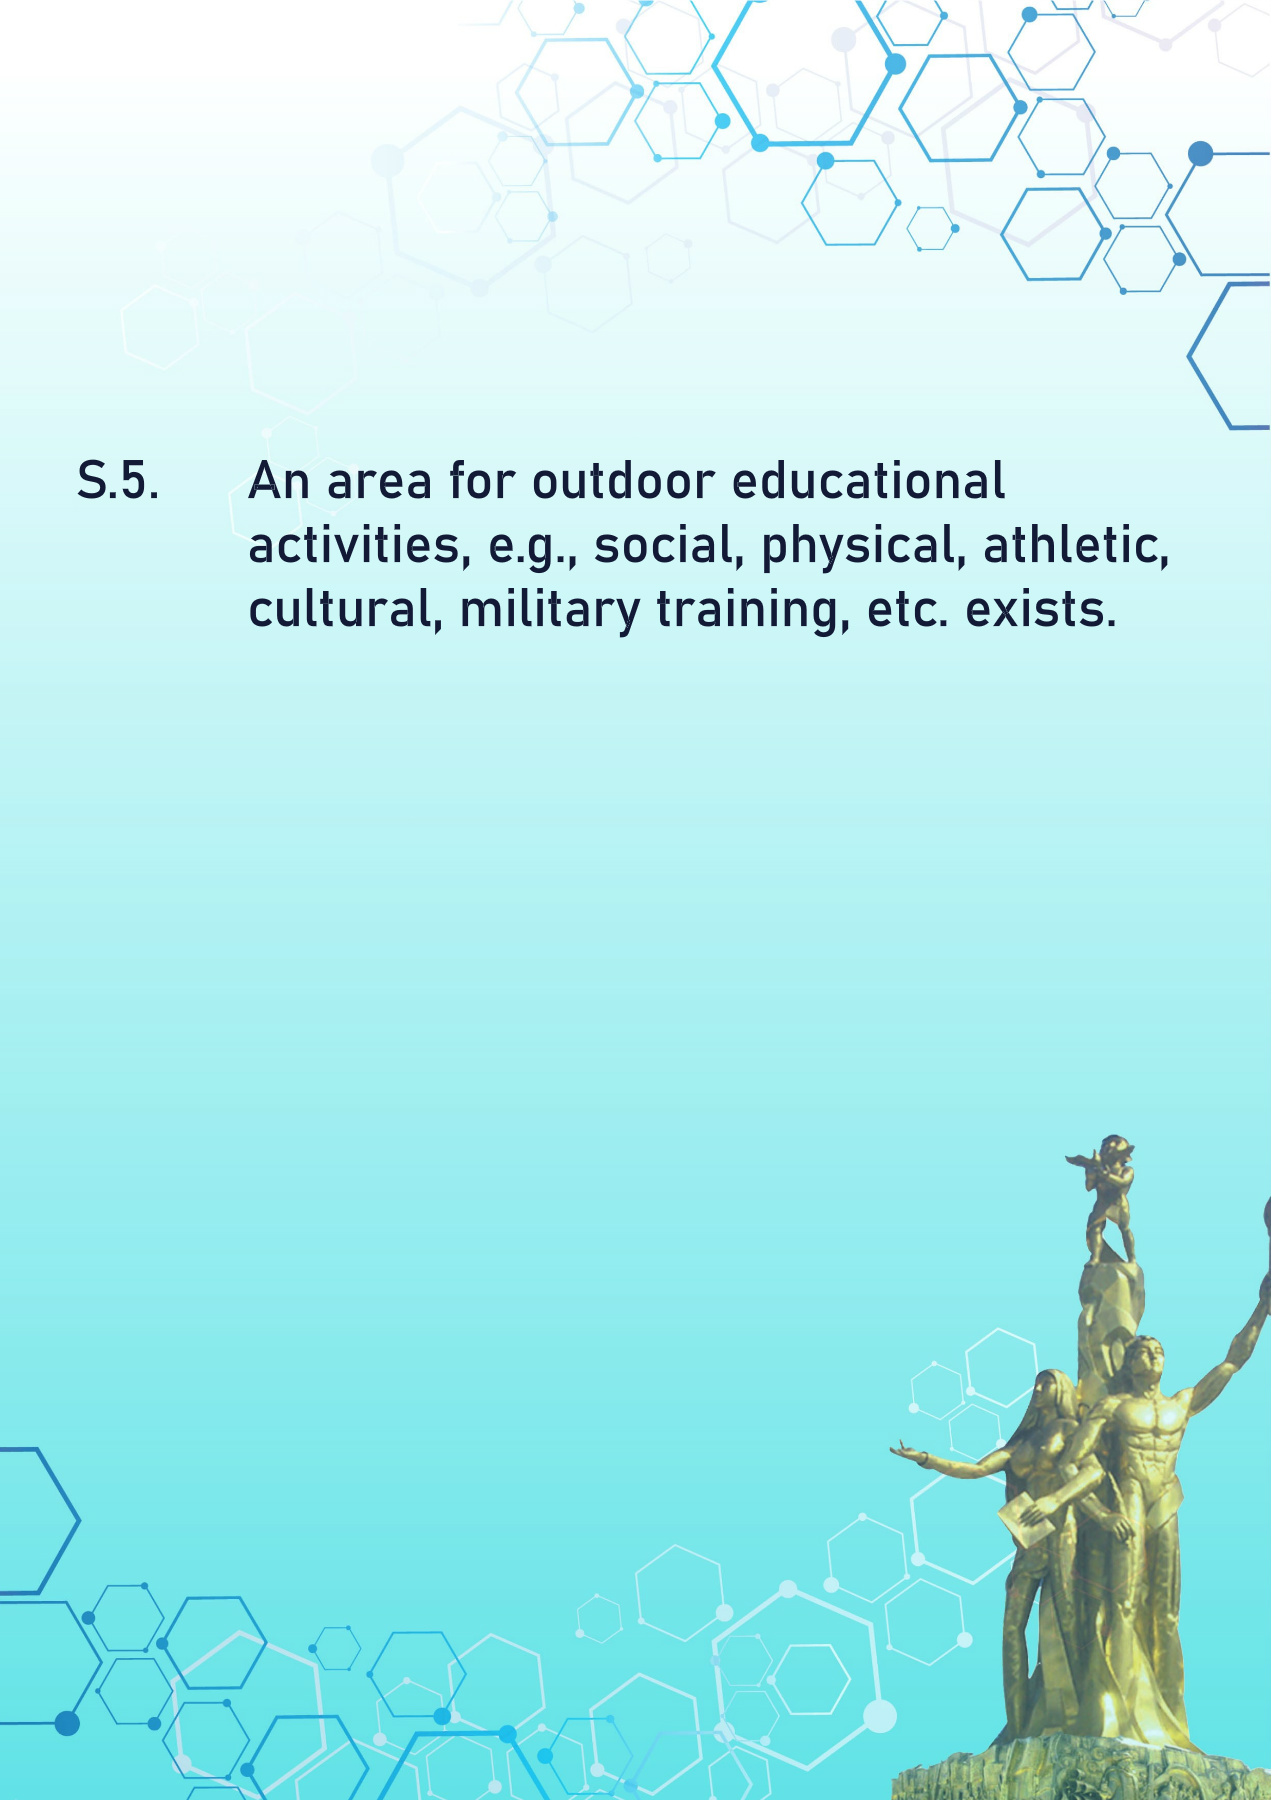 S.5. An area for outdoor educational
activities, e.g., social, physical, athletic,
cultural, military training, etc. exists.